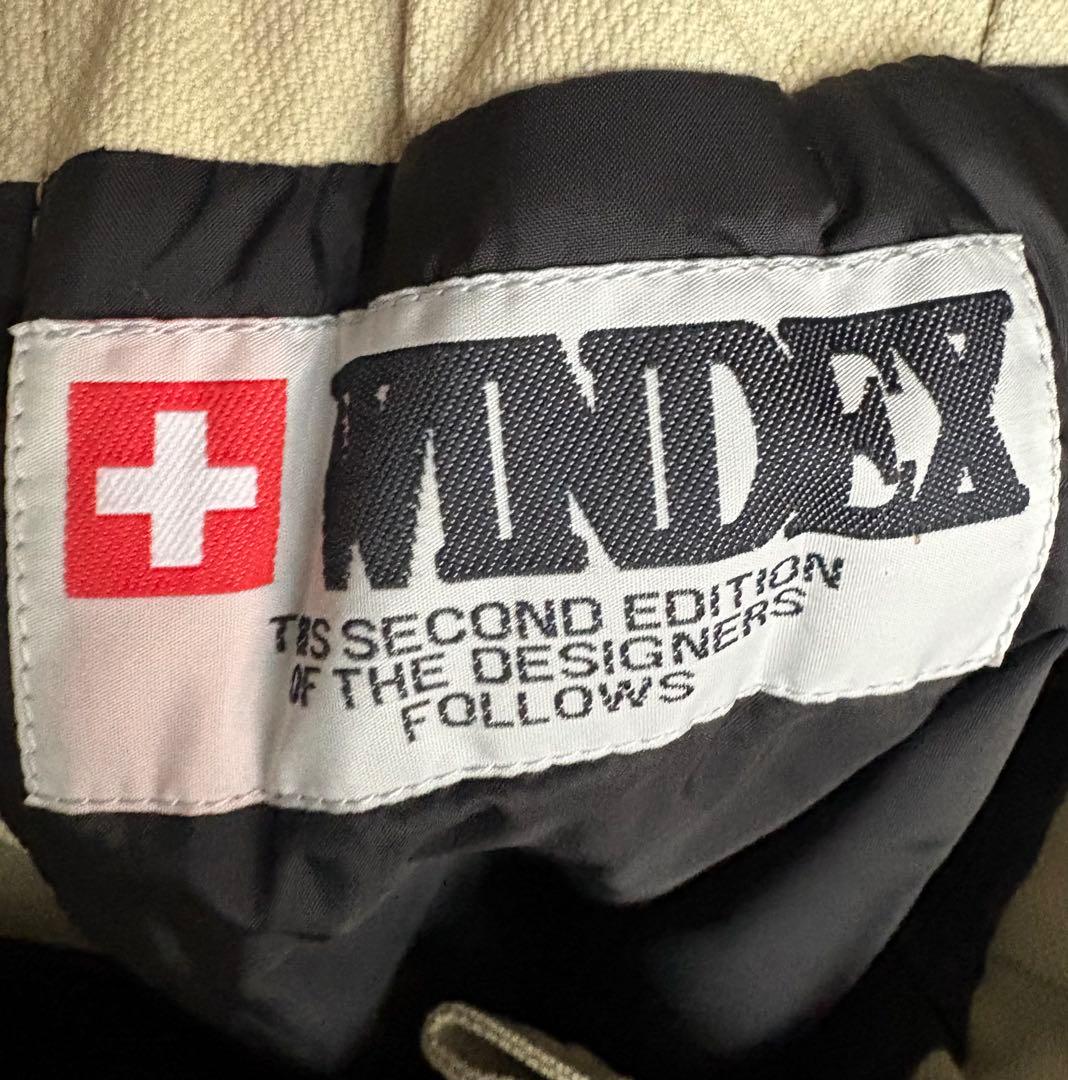 WINDEX
THIS SECOND EDITION
OF THE DESIGNERS
FOLLOWS